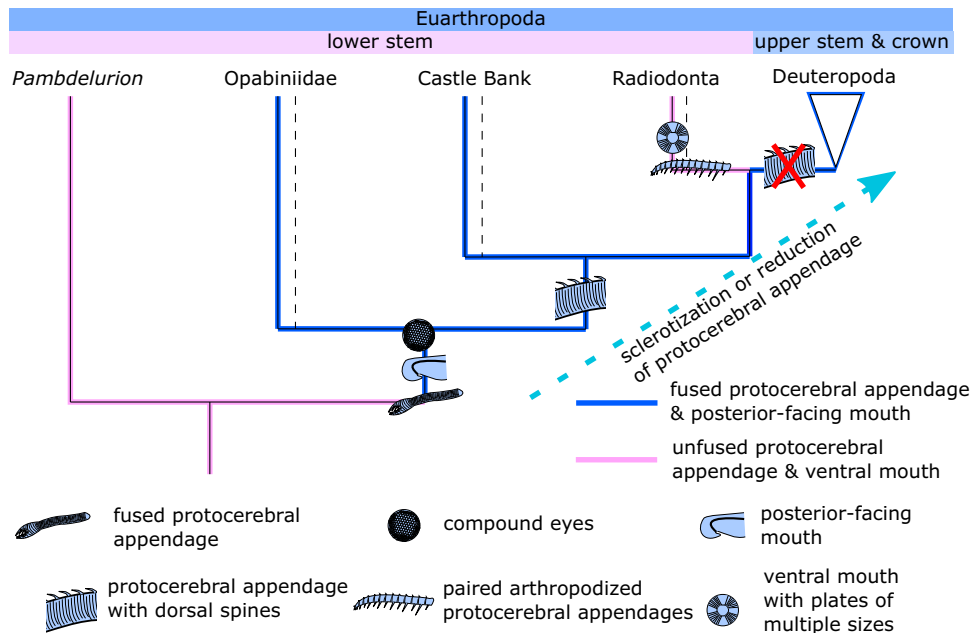 Euarthropoda
lower stem
upper stem & crown
Pambdelurion
Opabiniidae
Castle Bank
Radiodonta
Deuteropoda
sclerotization or reduction
of protocerebral appendage
fused protocerebral appendage
& posterior-facing mouth
unfused protocerebral
appendage & ventral mouth
fused protocerebral
appendage
compound eyes
posterior-facing
mouth
protocerebral appendage
with dorsal spines
paired arthropodized
protocerebral appendages
ventral mouth
with plates of
multiple sizes